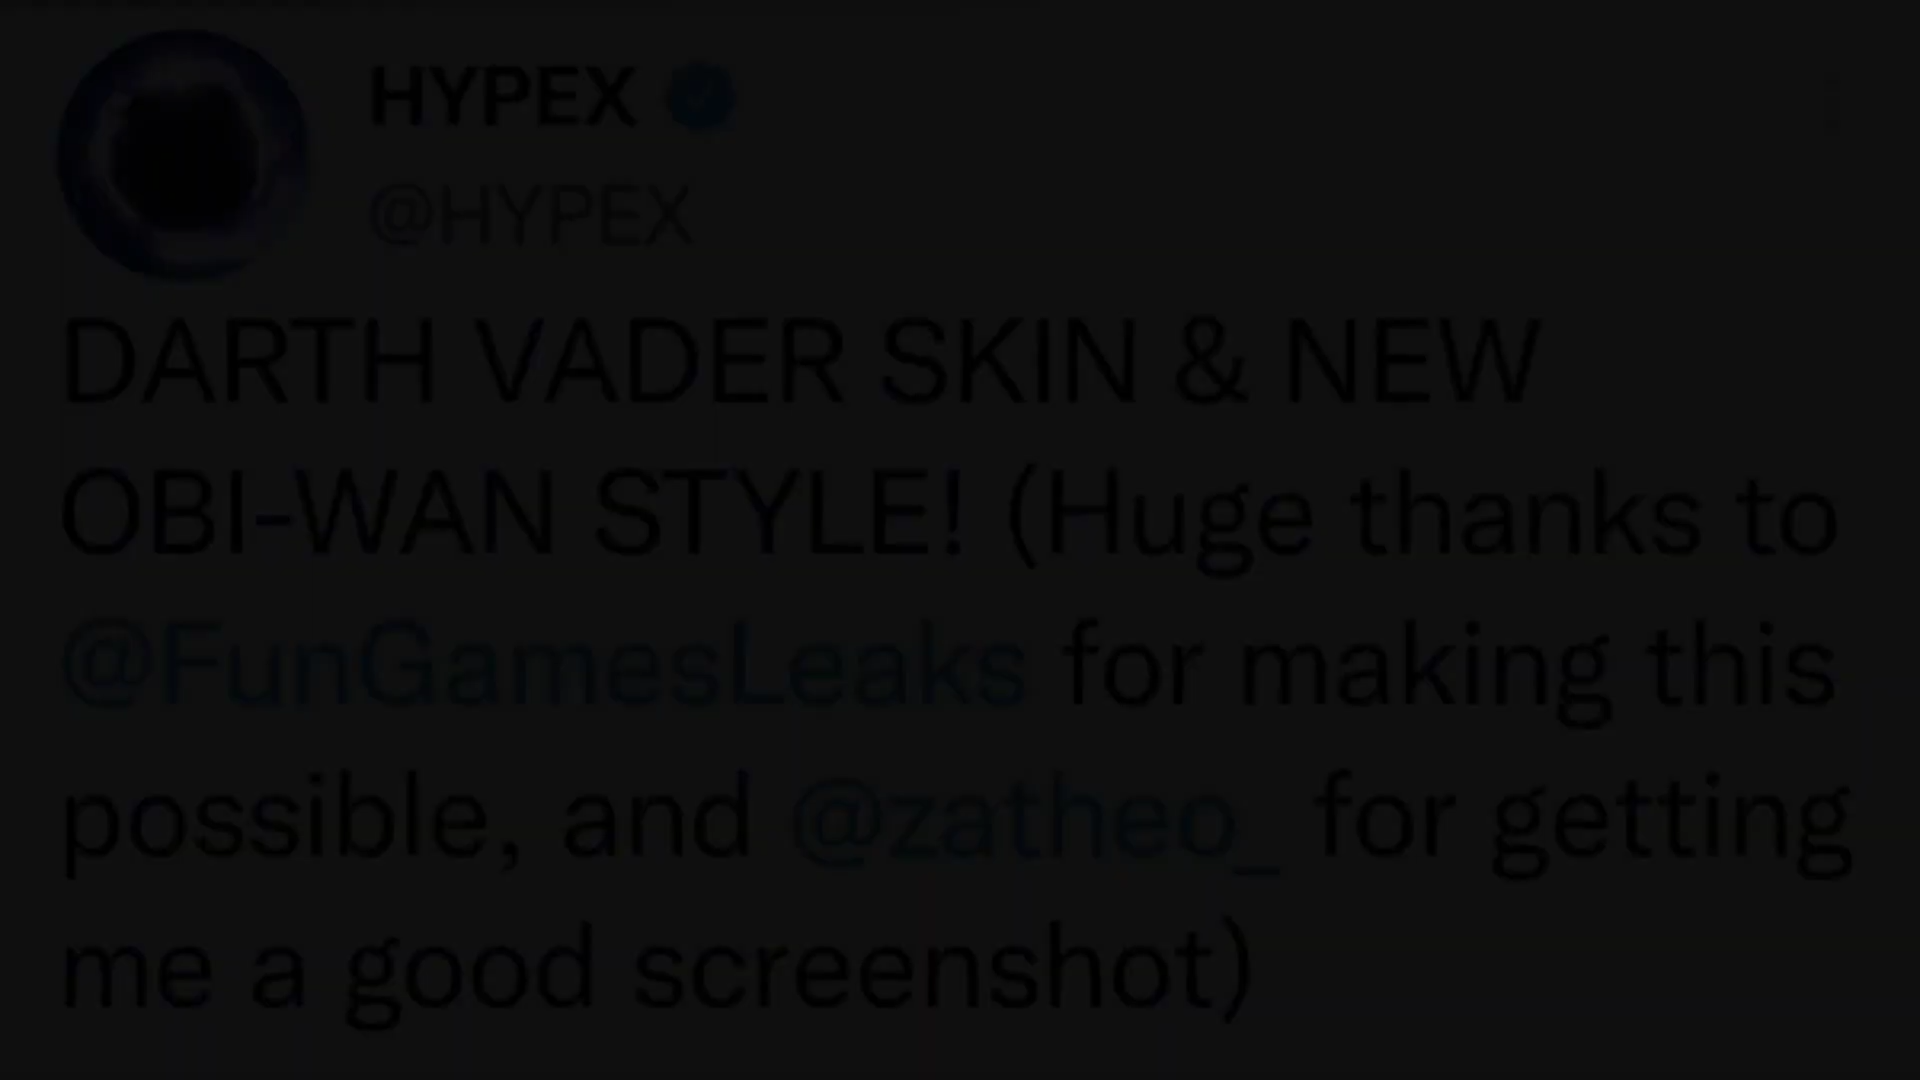 HYPEX
@HYPEX
DARTH VADER SKIN & NEW
OBI-WAN STYLE! (Huge thanks to
@FunGamesLeaks for making this
possible, and @zatheo_ for getting
me a good screenshot)